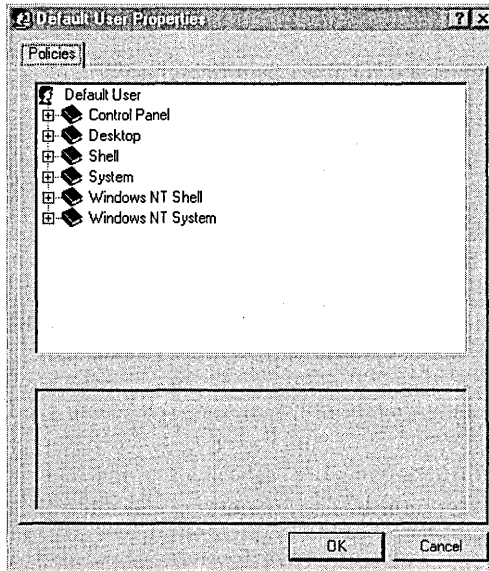 Default User Properties
Policies
Default User
Control Panel
Desktop
Shell
System
Windows NT Shell
Windows NT System
OK
Cancel